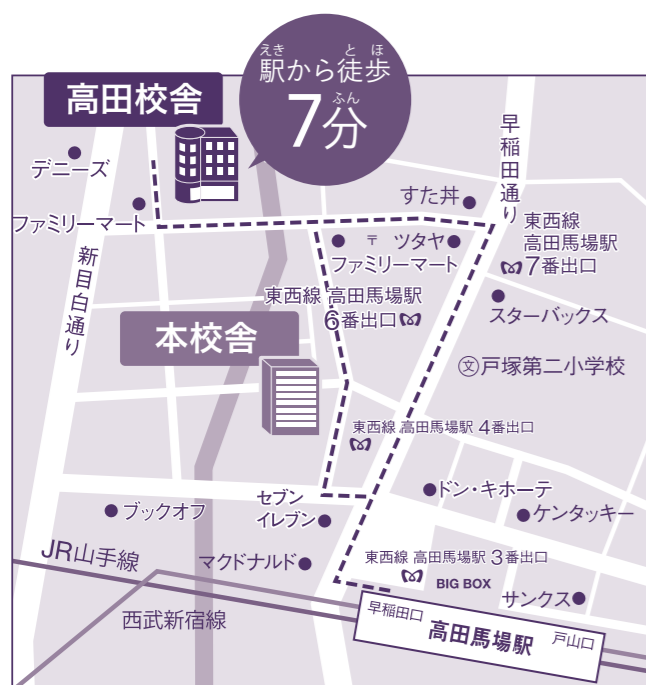 えき と ほ
駅から徒歩
ふん
7分
高田校舎
デニーズ
ファミリーマート
新目白通り
早稲田通り
すた丼
東西線
高田馬場駅
7番出口
〒 ツタヤ
ファミリーマート
東西線 高田馬場駅
6番出口
スターバックス
本校舎
文 戸塚第二小学校
東西線 高田馬場駅 4番出口
ドン・キホーテ
ケンタッキー
セブン
イレブン
ブックオフ
マクドナルド
JR山手線
西武新宿線
東西線 高田馬場駅 3番出口
BIG BOX
サンクス
早稲田口
高田馬場駅
戸山口